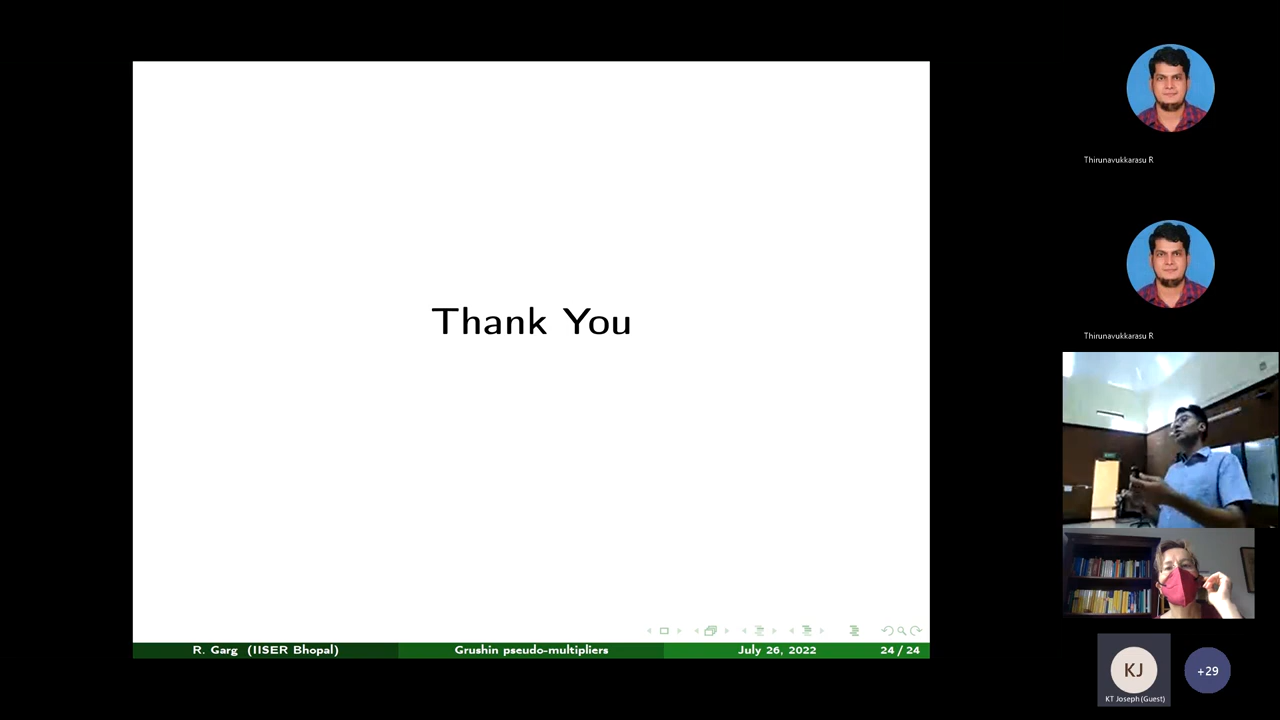 Thank You
R. Garg (IISER Bhopal)
Grushin pseudo-multipliers
July 26, 2022
24 / 24
Thirunavukkarasu R
Thirunavukkarasu R
KJ
KT Joseph (Guest)
+29